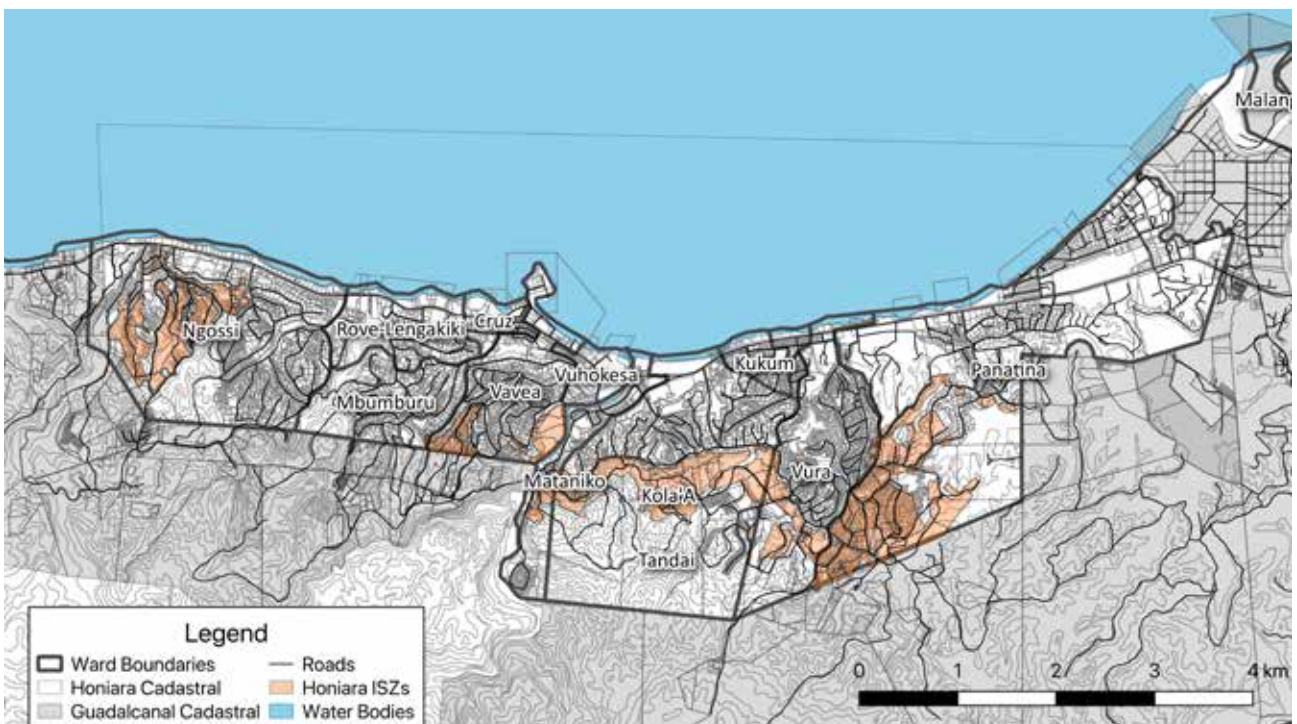 Malang
Ngossi
Rove-Lengakiki
Cruz
Kukum
Panatina
Vuhokesa
Vavea
Mbumburu
Vura
Mataniko
Kola'A
Tandai
Legend
Ward Boundaries
Roads
Honiara Cadastral
Honiara ISZs
Guadalcanal Cadastral
Water Bodies
0 1 2 3 4 km